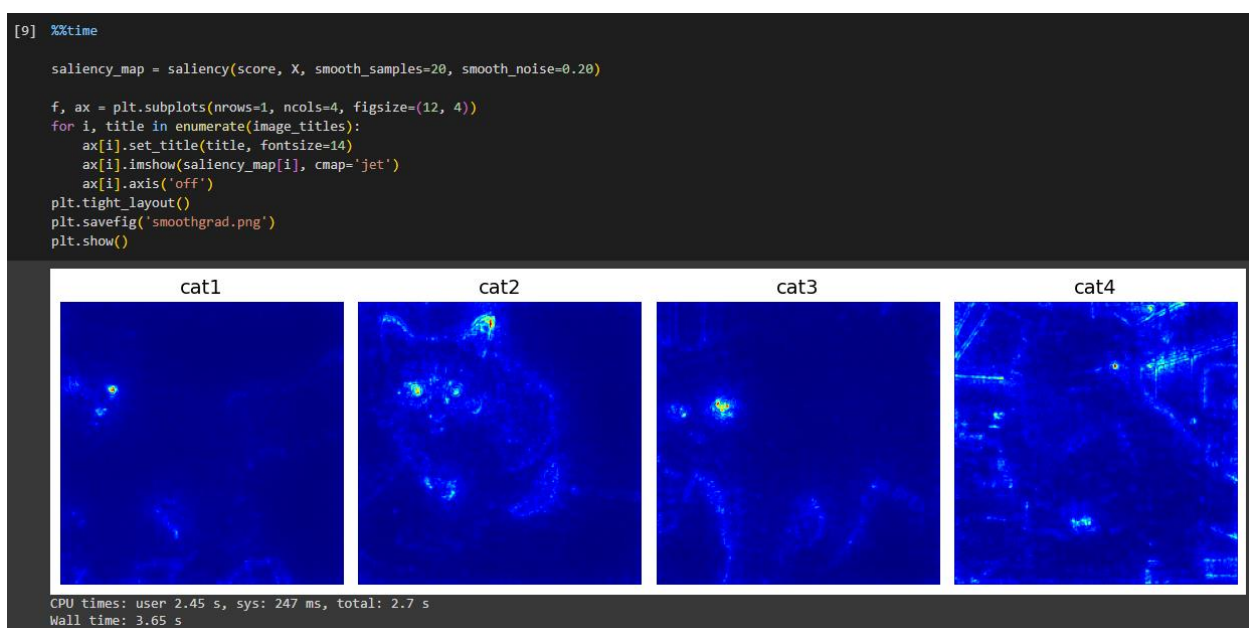 [9] %%time
saliency_map = saliency(score, X, smooth_samples=20, smooth_noise=0.20)
f, ax = plt.subplots(nrows=1, ncols=4, figsize=(12, 4))
for i, title in enumerate(image_titles):
    ax[i].set_title(title, fontsize=14)
    ax[i].imshow(saliency_map[i], cmap='jet')
    ax[i].axis('off')
plt.tight_layout()
plt.savefig('smoothgrad.png')
plt.show()
cat1 cat2 cat3 cat4
CPU times: user 2.45 s, sys: 247 ms, total: 2.7 s
Wall time: 3.65 s